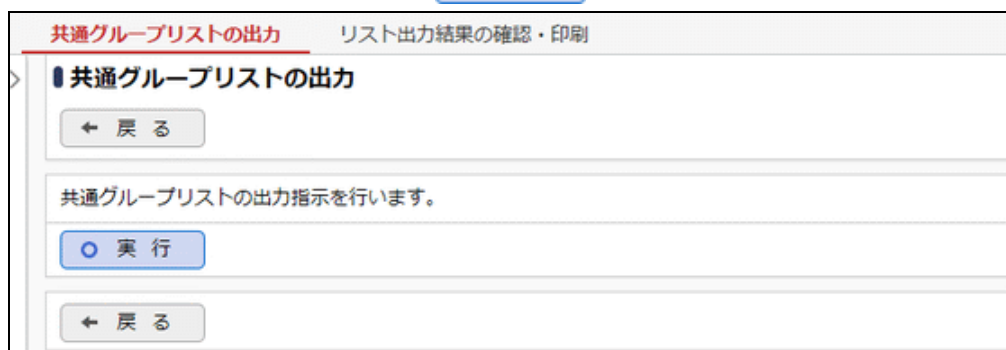 共通グループリストの出力 リスト出力結果の確認・印刷
共通グループリストの出力
← 戻 る
共通グループリストの出力指示を行います。
実 行
← 戻 る